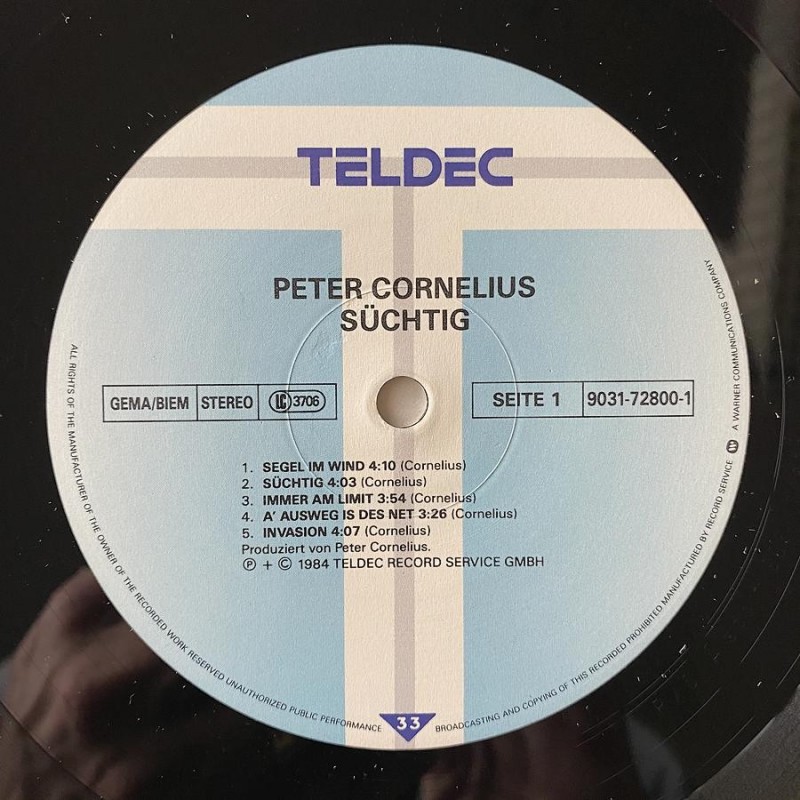 TELDEC
PETER CORNELIUS
SÜCHTIG
GEMA/BIEM STEREO LC 3706
SEITE 1 9031-72800-1
1. SEGEL IM WIND 4:10 (Cornelius)
2. SÜCHTIG 4:03 (Cornelius)
3. IMMER AM LIMIT 3:54 (Cornelius)
4. A' AUSWEG IS DES NET 3:26 (Cornelius)
5. INVASION 4:07 (Cornelius)
Produziert von Peter Cornelius.
Ⓟ + © 1984 TELDEC RECORD SERVICE GMBH
ALL RIGHTS OF THE MANUFACTURER OF THE OWNER OF THE RECORDED WORK RESERVED UNAUTHORIZED PUBLIC PERFORMANCE
33
BROADCASTING AND COPYING OF THIS RECORDED PROHIBITED MANUFACTURED BY RECORD SERVICE A WARNER COMMUNICATIONS COMPANY